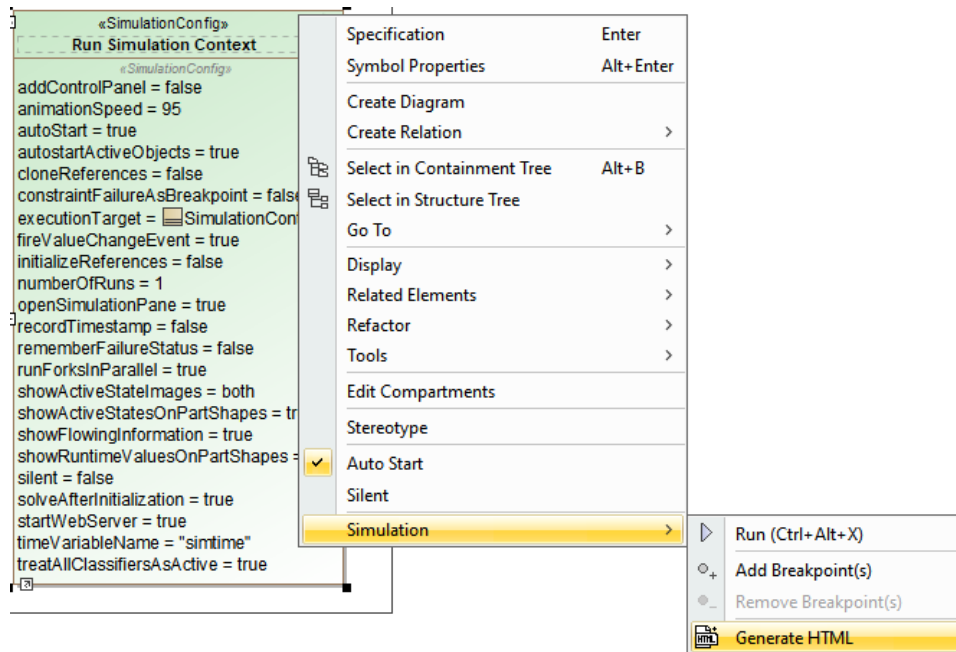 «SimulationConfig»
Run Simulation Context
«SimulationConfig»
addControlPanel = false
animationSpeed = 95
autoStart = true
autostartActiveObjects = true
cloneReferences = false
constraintFailureAsBreakpoint = false
executionTarget = SimulationCon
fireValueChangeEvent = true
initializeReferences = false
numberOfRuns = 1
openSimulationPane = true
recordTimestamp = false
rememberFailureStatus = false
runForksInParallel = true
showActiveStateImages = both
showActiveStatesOnPartShapes = tr
showFlowingInformation = true
showRuntimeValuesOnPartShapes =
silent = false
solveAfterInitialization = true
startWebServer = true
timeVariableName = "simtime"
treatAllClassifiersAsActive = true
Specification Enter
Symbol Properties Alt+Enter
Create Diagram
Create Relation
Select in Containment Tree Alt+B
Select in Structure Tree
Go To
Display
Related Elements
Refactor
Tools
Edit Compartments
Stereotype
Auto Start
Silent
Simulation
Run (Ctrl+Alt+X)
Add Breakpoint(s)
Remove Breakpoint(s)
HTML Generate HTML